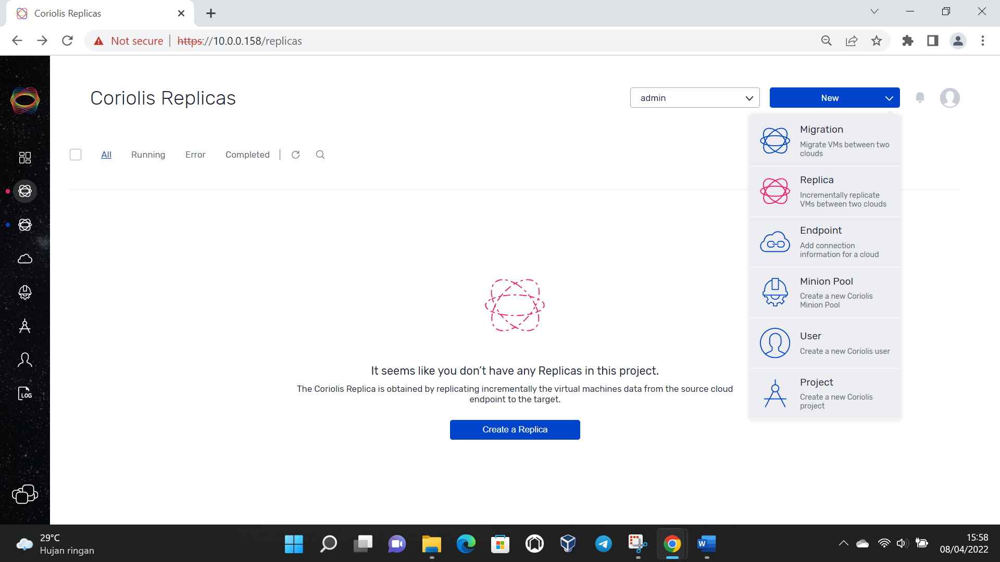 Coriolis Replicas
Not secure
https://10.0.0.158/replicas
Coriolis Replicas
admin
New
All
Running
Error
Completed
Migration
Migrate VMs between two
clouds
Replica
Incrementally replicate
VMs between two clouds
Endpoint
Add connection
information for a cloud
Minion Pool
Create a new Coriolis
Minion Pool
User
Create a new Coriolis user
Project
Create a new Coriolis
project
LOG
It seems like you don’t have any Replicas in this project.
The Coriolis Replica is obtained by replicating incrementally the virtual machines data from the source cloud
endpoint to the target.
Create a Replica
29°C
Hujan ringan
W
15:58
08/04/2022